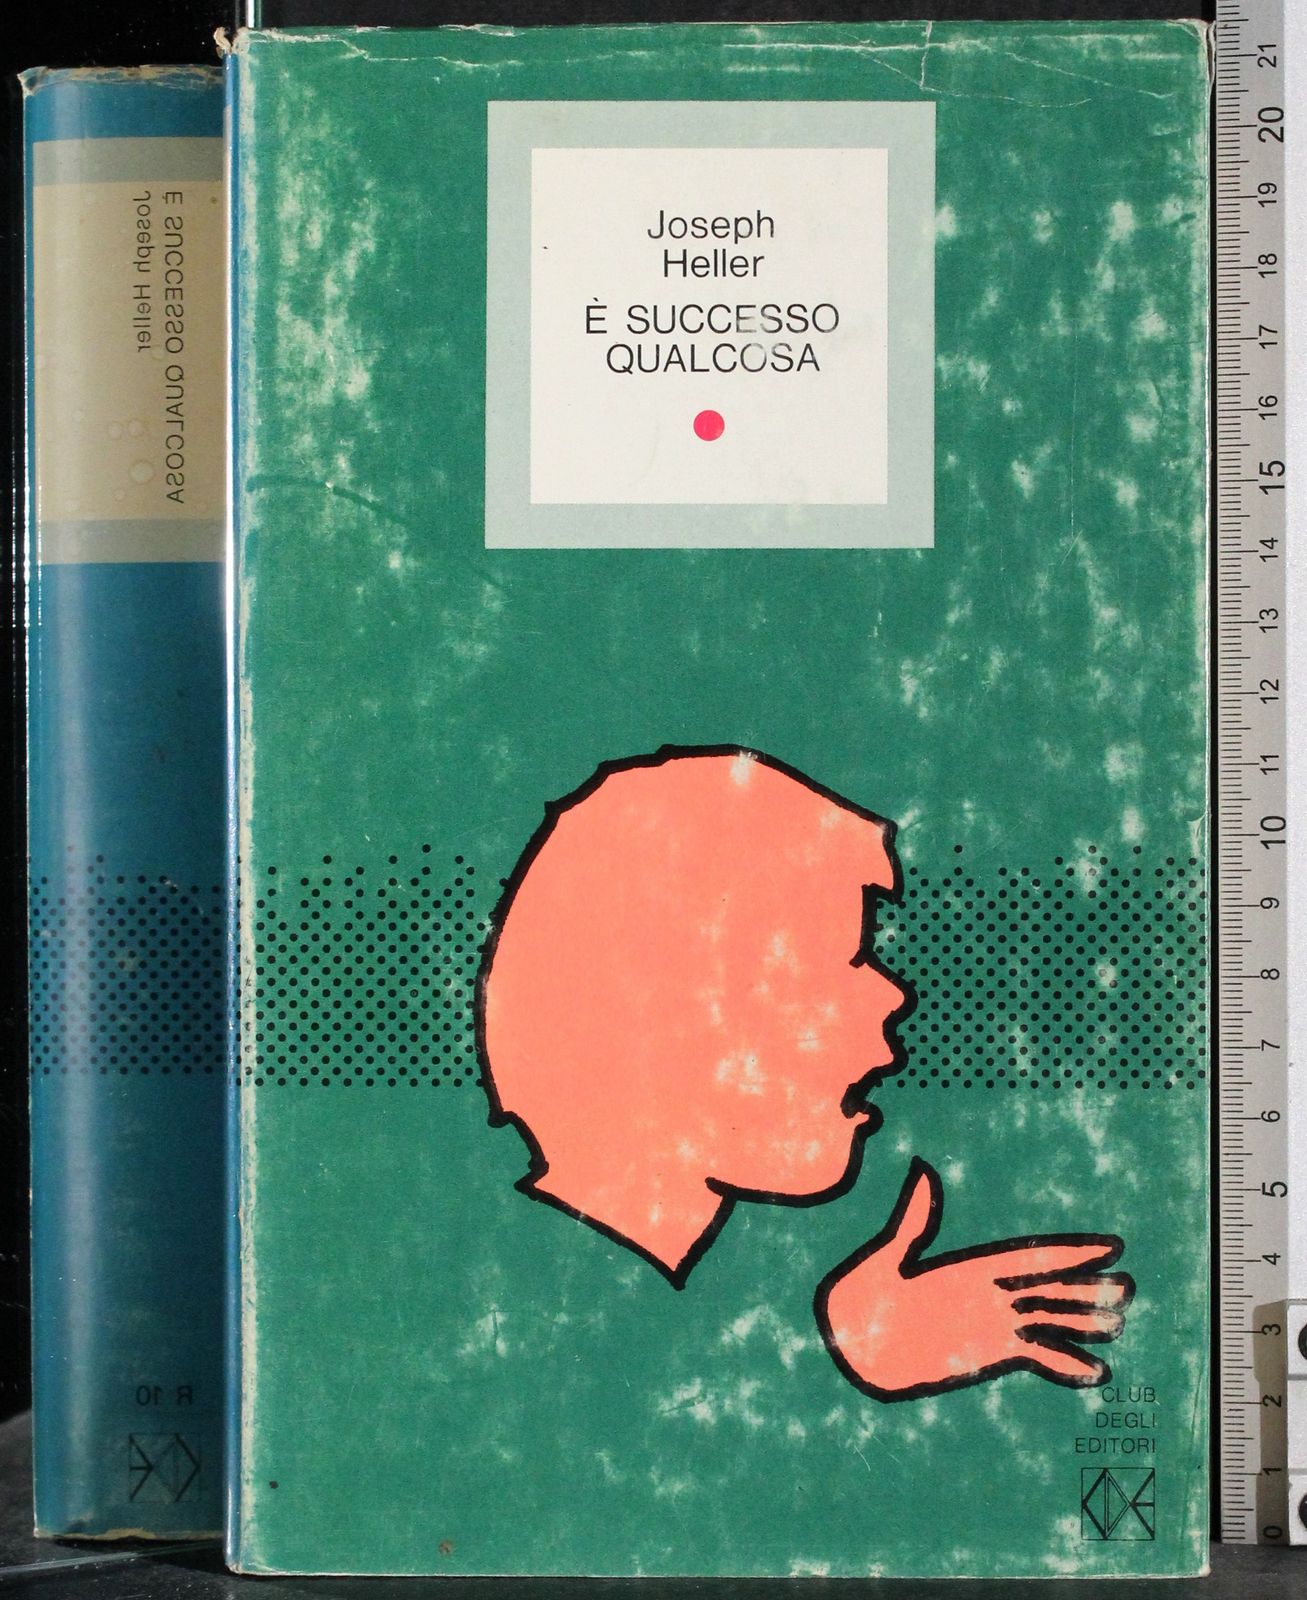 Joseph
Heller
È SUCCESSO
QUALCOSA
CLUB
DEGLI
EDITORI
Joseph Heller
È SUCCESSO QUALCOSA
R 10
21
20
19
18
17
16
15
14
13
12
11
10
9
8
7
6
5
4
3
2
1
0